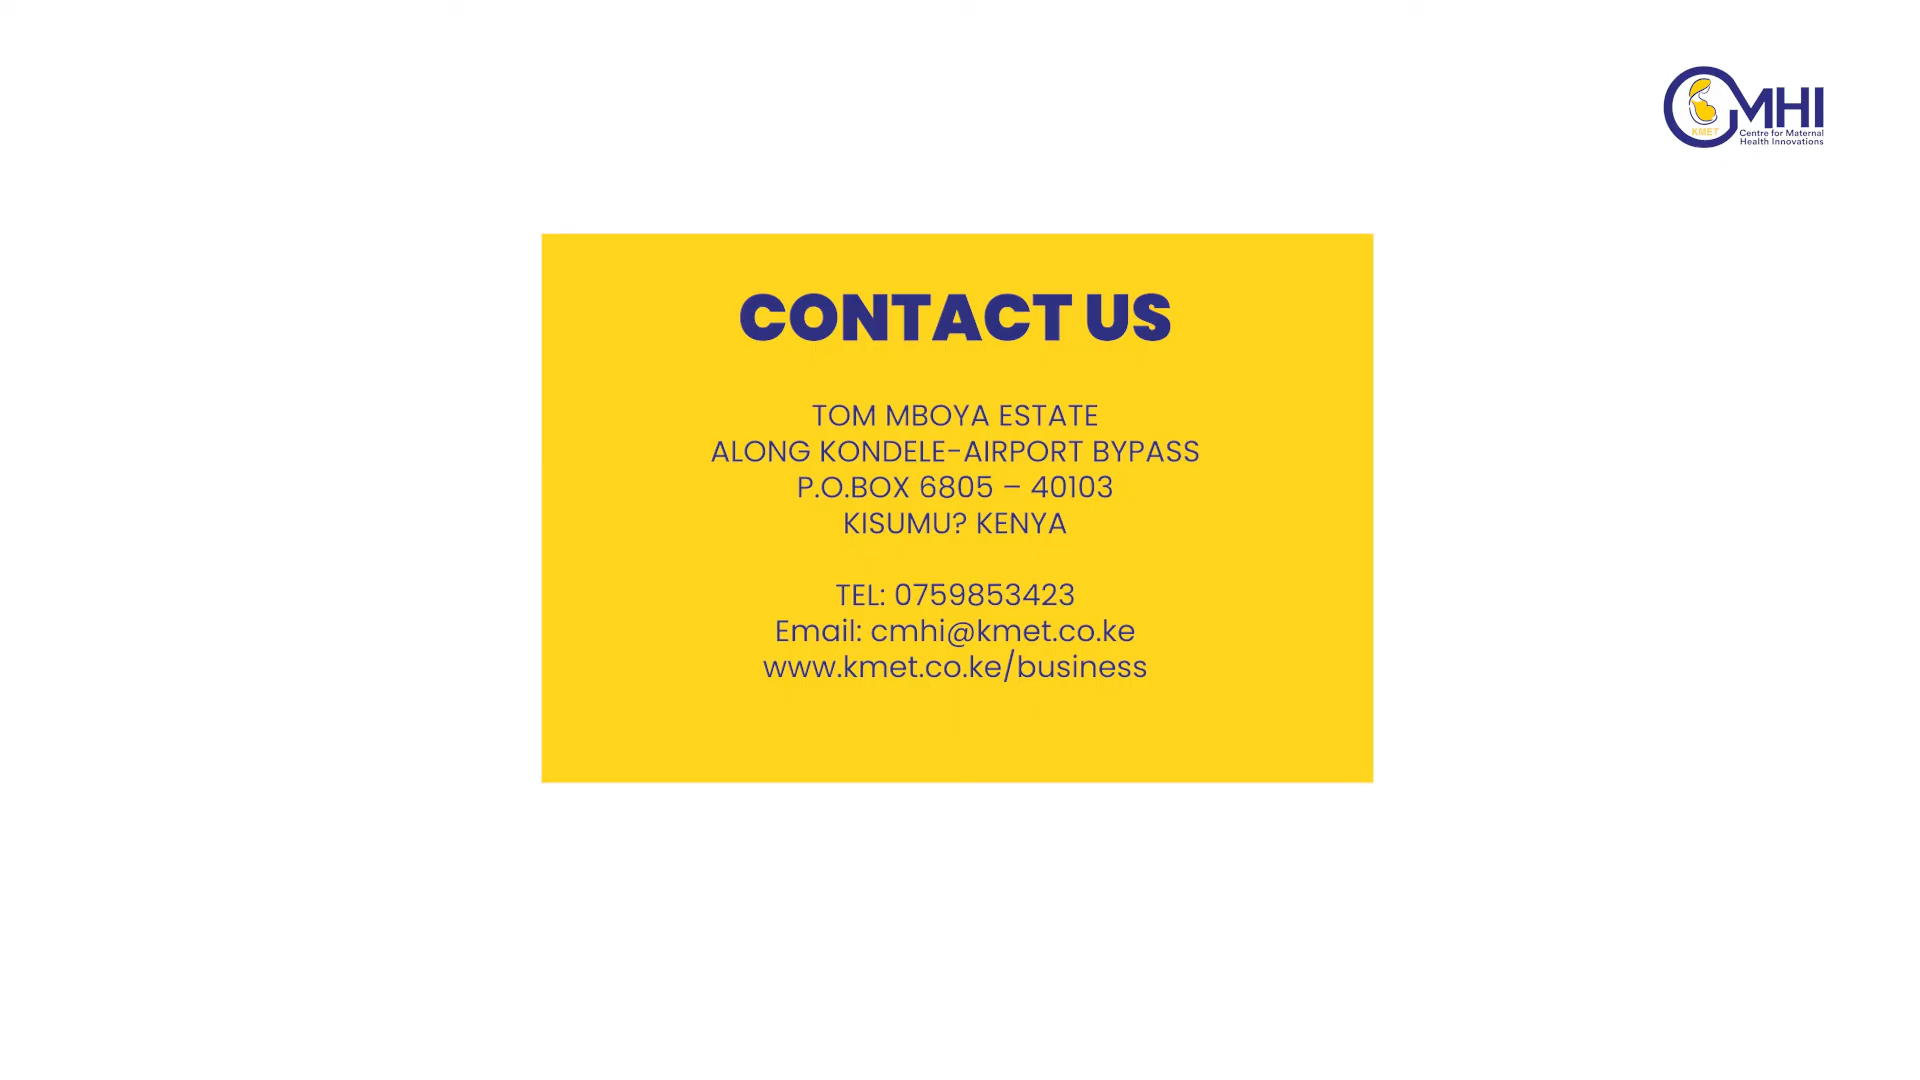 CMHI
KMET
Centre for Maternal
Health Innovations
CONTACT US
TOM MBOYA ESTATE
ALONG KONDELE-AIRPORT BYPASS
P.O.BOX 6805 – 40103
KISUMU? KENYA
TEL: 0759853423
Email: cmhi@kmet.co.ke
www.kmet.co.ke/business